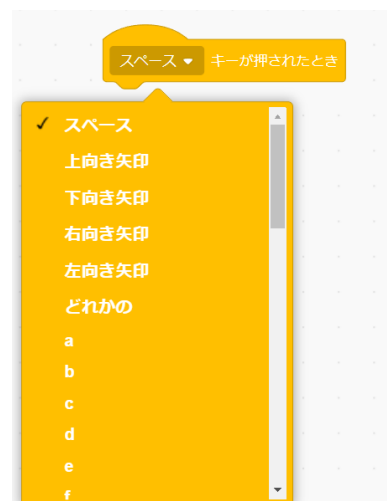 スペース キーが押されたとき
スペース
上向き矢印
下向き矢印
右向き矢印
左向き矢印
どれかの
a
b
c
d
e
f